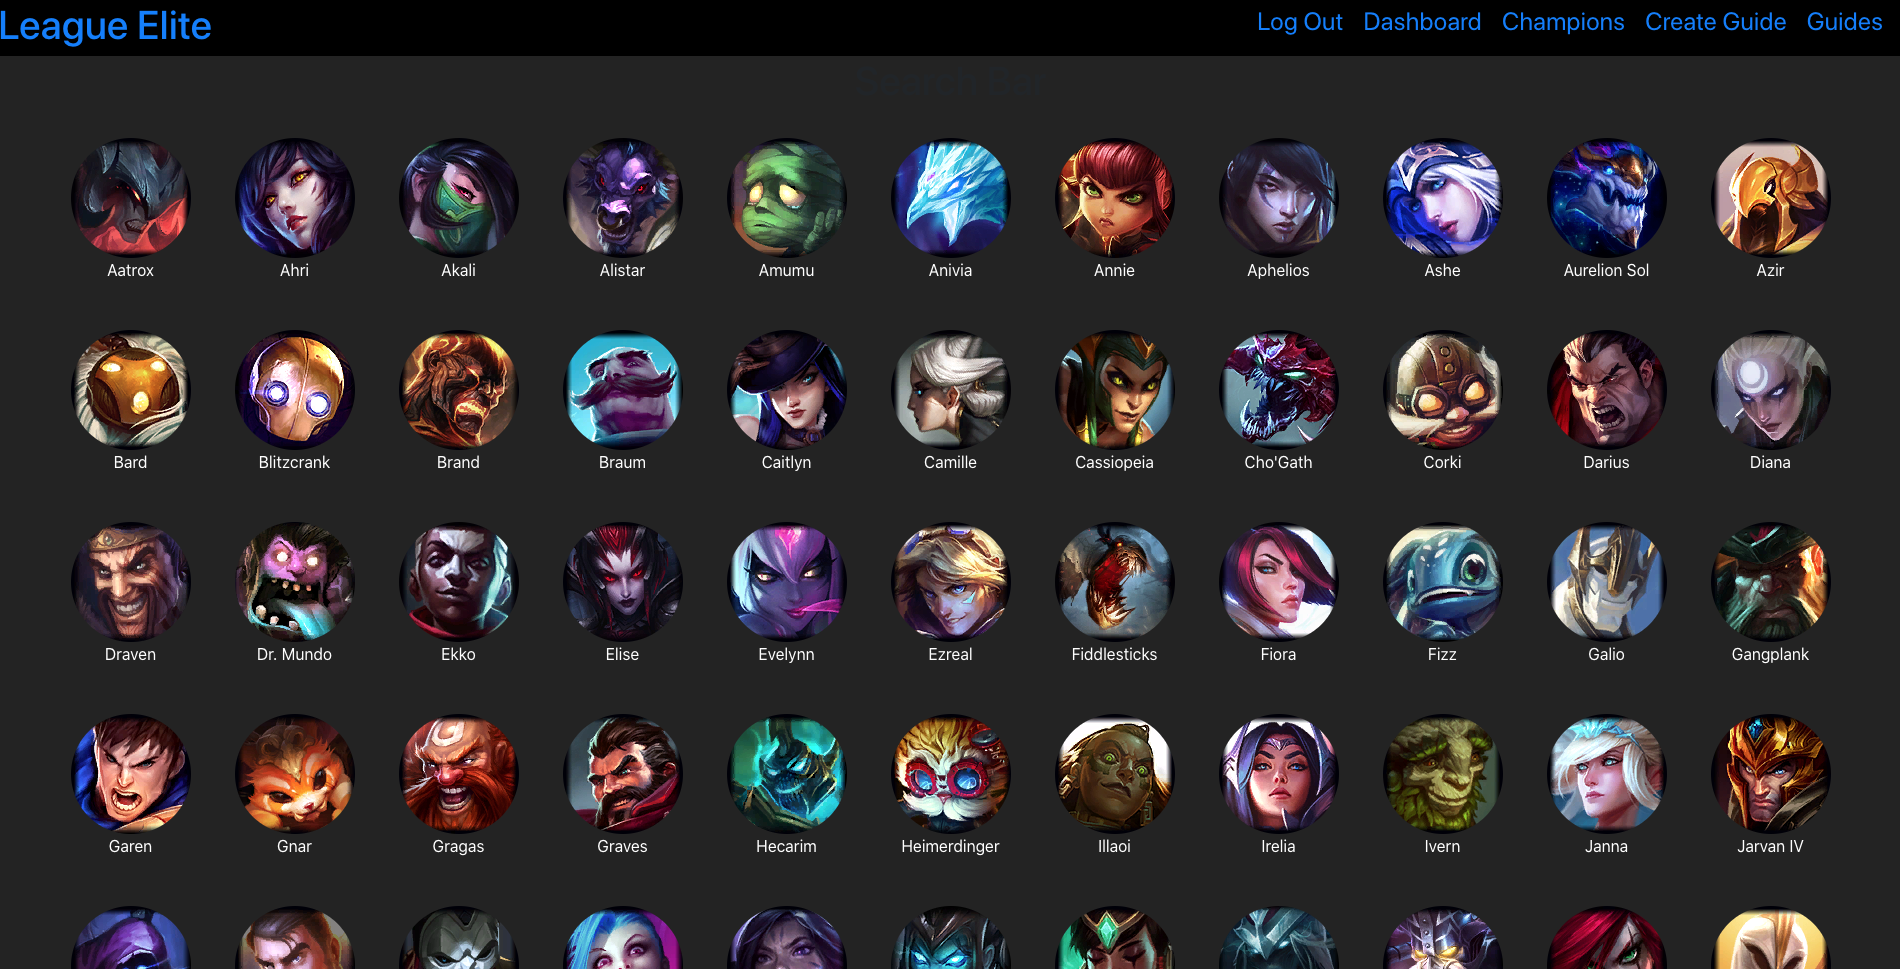 League Elite
Log Out Dashboard Champions Create Guide Guides
Search Bar
Aatrox Ahri Akali Alistar Amumu Anivia Annie Aphelios Ashe Aurelion Sol Azir
Bard Blitzcrank Brand Braum Caitlyn Camille Cassiopeia Cho'Gath Corki Darius Diana
Draven Dr. Mundo Ekko Elise Evelynn Ezreal Fiddlesticks Fiora Fizz Galio Gangplank
Garen Gnar Gragas Graves Hecarim Heimerdinger Illaoi Irelia Ivern Janna Jarvan IV